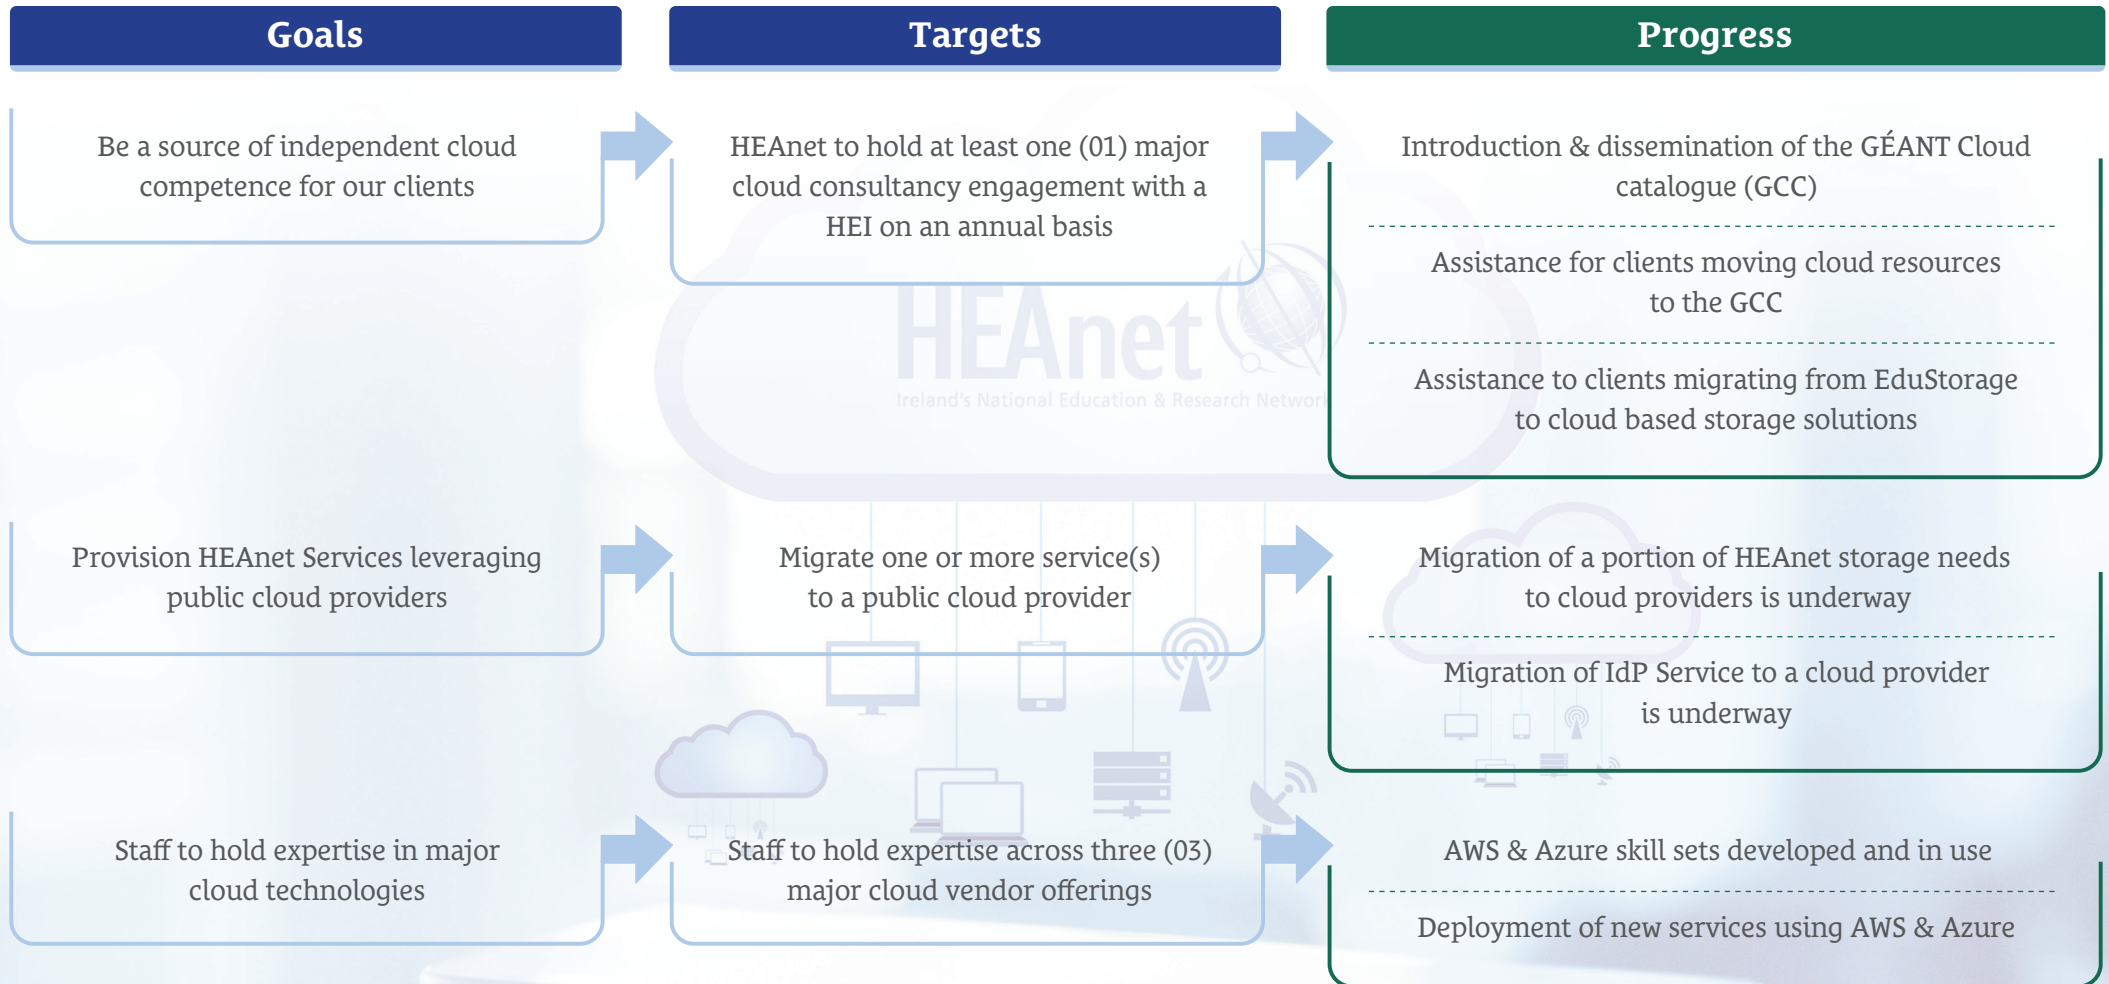 Goals
Targets
Progress
Be a source of independent cloud
competence for our clients
HEAnet to hold at least one (01) major
cloud consultancy engagement with a
HEI on an annual basis
Introduction & dissemination of the GÉANT Cloud
catalogue (GCC)
Assistance for clients moving cloud resources
to the GCC
Assistance to clients migrating from EduStorage
to cloud based storage solutions
HEAnet
Ireland's National Education & Research Network
Provision HEAnet Services leveraging
public cloud providers
Migrate one or more service(s)
to a public cloud provider
Migration of a portion of HEAnet storage needs
to cloud providers is underway
Migration of IdP Service to a cloud provider
is underway
Staff to hold expertise in major
cloud technologies
Staff to hold expertise across three (03)
major cloud vendor offerings
AWS & Azure skill sets developed and in use
Deployment of new services using AWS & Azure